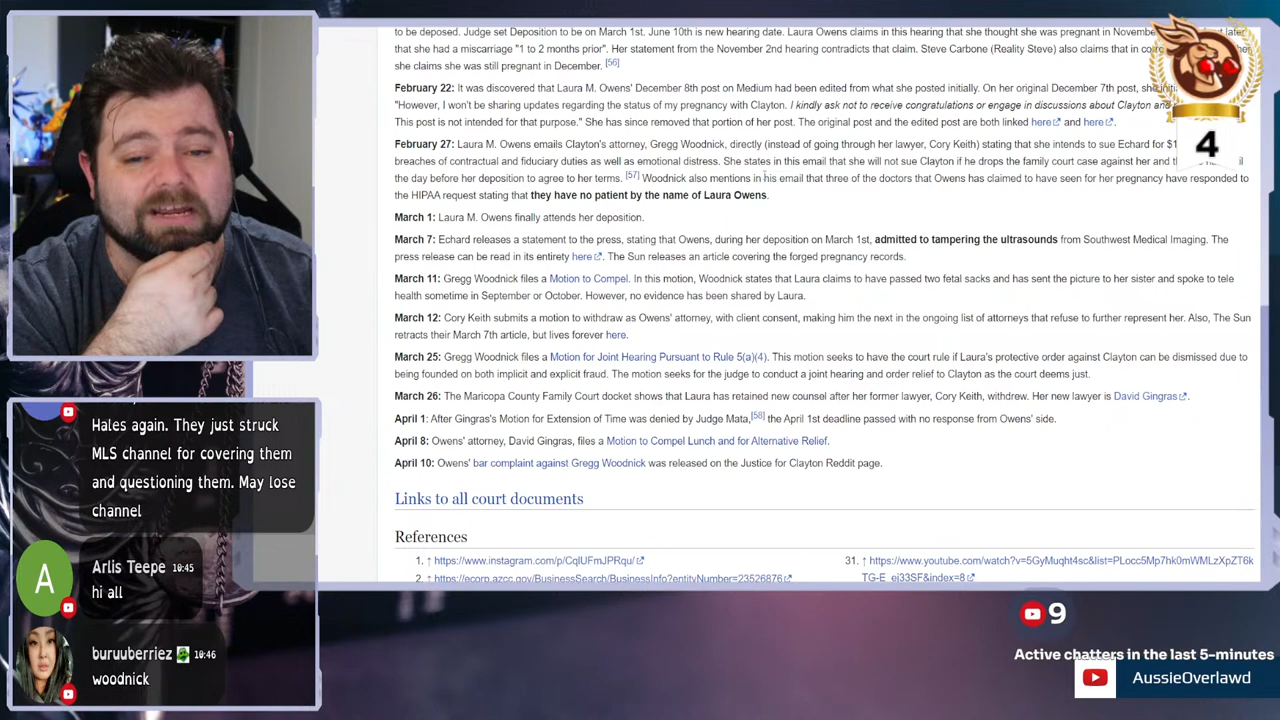 to be deposed. Judge set Deposition to be on March 1st. June 10th is new hearing date. Laura Owens claims in this hearing that she thought she was pregnant in November
later
that she had a miscarriage "1 to 2 months prior". Her statement from the November 2nd hearing contradicts that claim. Steve Carbone (Reality Steve) also claims that in
she claims she was still pregnant in December. [56]
February 22: It was discovered that Laura M. Owens' December 8th post on Medium had been edited from what she posted initially. On her original December 7th post, she
"However, I won't be sharing updates regarding the status of my pregnancy with Clayton. I kindly ask not to receive congratulations or engage in discussions about Clayton
This post is not intended for that purpose." She has since removed that portion of her post. The original post and the edited post are both linked here and here.
February 27: Laura M. Owens emails Clayton's attorney, Gregg Woodnick, directly (instead of going through her lawyer, Cory Keith) stating that she intends to sue Echard for $1
breaches of contractual and fiduciary duties as well as emotional distress. She states in this email that she will not sue Clayton if he drops the family court case against her and
the day before her deposition to agree to her terms. [57] Woodnick also mentions in his email that three of the doctors that Owens has claimed to have seen for her pregnancy have responded to
the HIPAA request stating that they have no patient by the name of Laura Owens.
March 1: Laura M. Owens finally attends her deposition.
March 7: Echard releases a statement to the press, stating that Owens, during her deposition on March 1st, admitted to tampering the ultrasounds from Southwest Medical Imaging. The
press release can be read in its entirety here. The Sun releases an article covering the forged pregnancy records.
March 11: Gregg Woodnick files a Motion to Compel. In this motion, Woodnick states that Laura claims to have passed two fetal sacks and has sent the picture to her sister and spoke to tele
health sometime in September or October. However, no evidence has been shared by Laura.
March 12: Cory Keith submits a motion to withdraw as Owens' attorney, with client consent, making him the next in the ongoing list of attorneys that refuse to further represent her. Also, The Sun
retracts their March 7th article, but lives forever here.
March 25: Gregg Woodnick files a Motion for Joint Hearing Pursuant to Rule 5(a)(4). This motion seeks to have the court rule if Laura's protective order against Clayton can be dismissed due to
being founded on both implicit and explicit fraud. The motion seeks for the judge to conduct a joint hearing and order relief to Clayton as the court deems just.
March 26: The Maricopa County Family Court docket shows that Laura has retained new counsel after her former lawyer, Cory Keith, withdrew. Her new lawyer is David Gingras.
April 1: After Gingras's Motion for Extension of Time was denied by Judge Mata,[58] the April 1st deadline passed with no response from Owens' side.
April 8: Owens' attorney, David Gingras, files a Motion to Compel Lunch and for Alternative Relief.
April 10: Owens' bar complaint against Gregg Woodnick was released on the Justice for Clayton Reddit page.
Links to all court documents
References
1. ↑ https://www.instagram.com/p/CqlUFmJPRqu/
2. ↑ https://ecorp.azcc.gov/BusinessSearch/BusinessInfo?entityNumber=23526876
31. ↑ https://www.youtube.com/watch?v=5GyMuqht4sc&list=PLocc5Mp7hk0mWMLzXpZT6k
TG-E_ej33SF&index=8
4
Hales again. They just struck
MLS channel for covering them
and questioning them. May lose
channel
A
Arlis Teepe 10:45
hi all
buruuberriez 10:46
woodnick
9
Active chatters in the last 5-minutes
AussieOverlawd